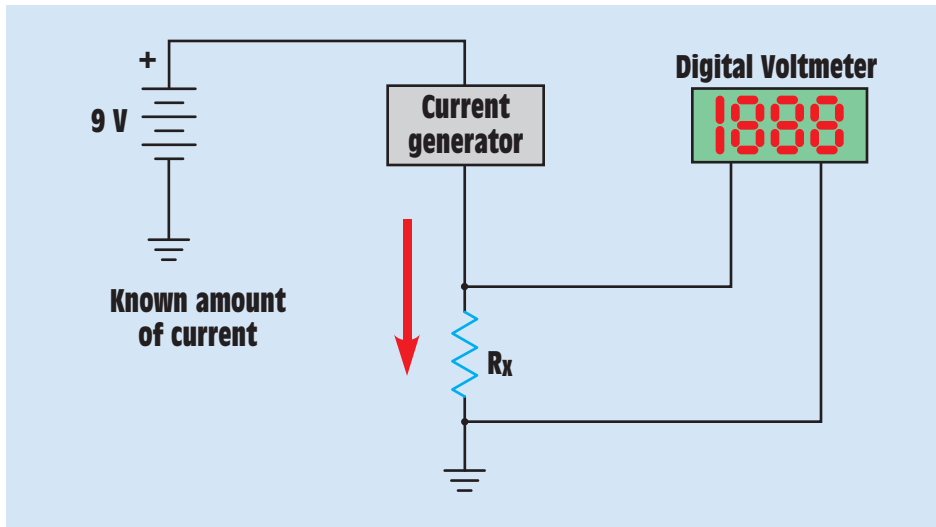 +
9 V
Current
generator
Digital Voltmeter
1888
Known amount
of current
Rx